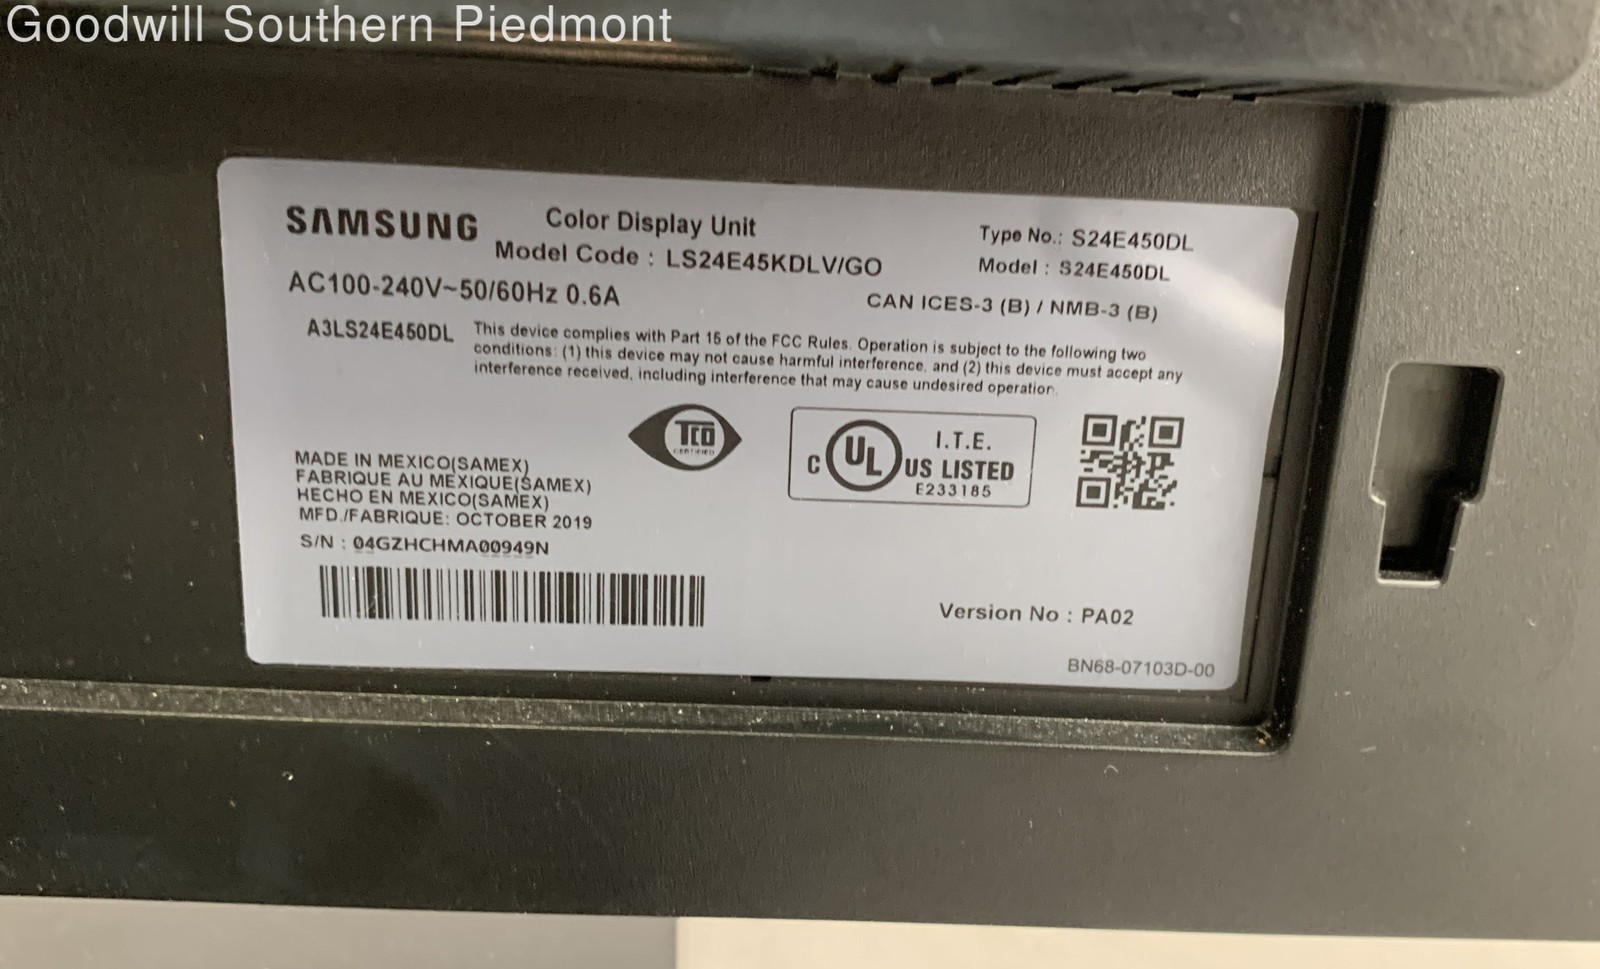 Goodwill Southern Piedmont
SAMSUNG
Color Display Unit
Model Code : LS24E45KDLV/GO
Type No.: S24E450DL
Model : S24E450DL
AC100-240V~50/60Hz 0.6A
CAN ICES-3 (B) / NMB-3 (B)
A3LS24E450DL
This device complies with Part 15 of the FCC Rules. Operation is subject to the following two
conditions: (1) this device may not cause harmful interference, and (2) this device must accept any
interference received, including interference that may cause undesired operation.
TCO
CERTIFIED
C UL US LISTED
I.T.E.
E233185
MADE IN MEXICO(SAMEX)
FABRIQUE AU MEXIQUE(SAMEX)
HECHO EN MEXICO(SAMEX)
MFD./FABRIQUE: OCTOBER 2019
S/N : 04GZHCHMA00949N
Version No : PA02
BN68-07103D-00